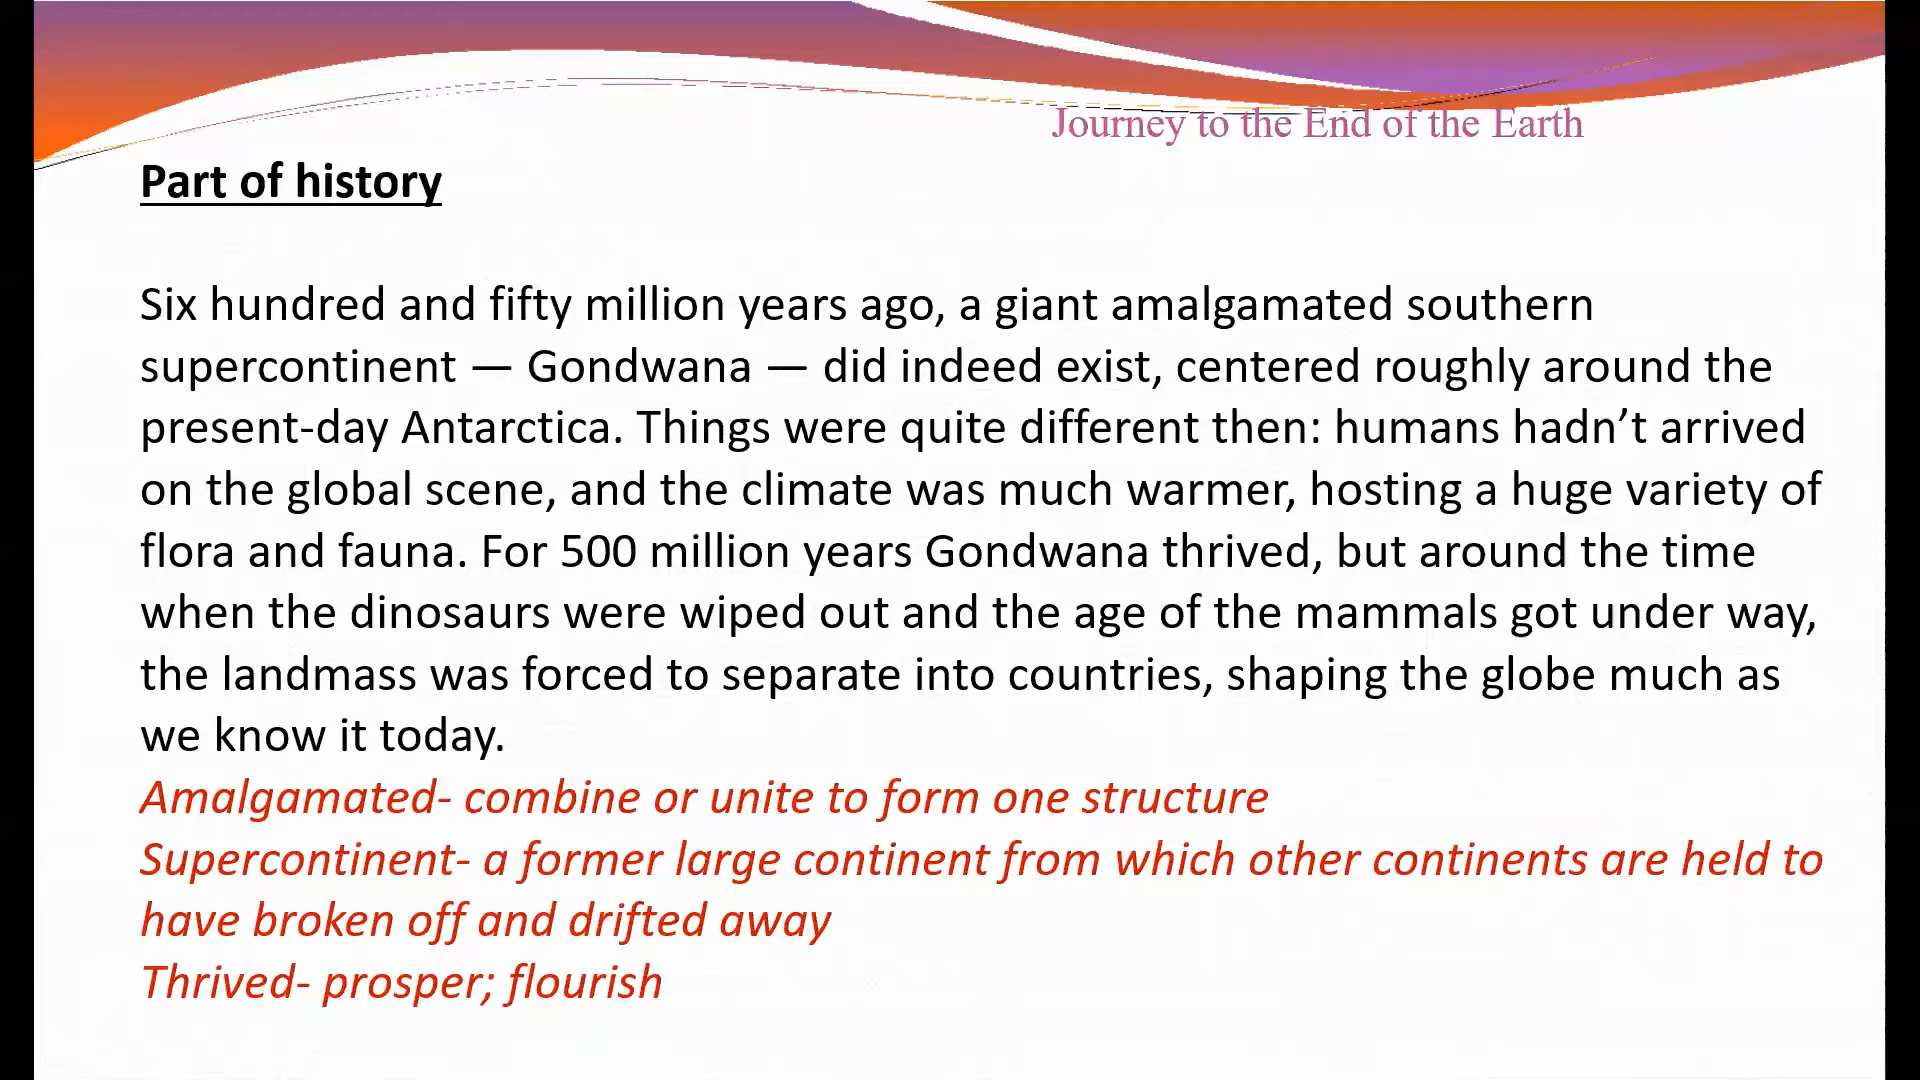 Journey to the End of the Earth
Part of history
Six hundred and fifty million years ago, a giant amalgamated southern
supercontinent — Gondwana — did indeed exist, centered roughly around the
present-day Antarctica. Things were quite different then: humans hadn’t arrived
on the global scene, and the climate was much warmer, hosting a huge variety of
flora and fauna. For 500 million years Gondwana thrived, but around the time
when the dinosaurs were wiped out and the age of the mammals got under way,
the landmass was forced to separate into countries, shaping the globe much as
we know it today.
Amalgamated- combine or unite to form one structure
Supercontinent- a former large continent from which other continents are held to
have broken off and drifted away
Thrived- prosper; flourish